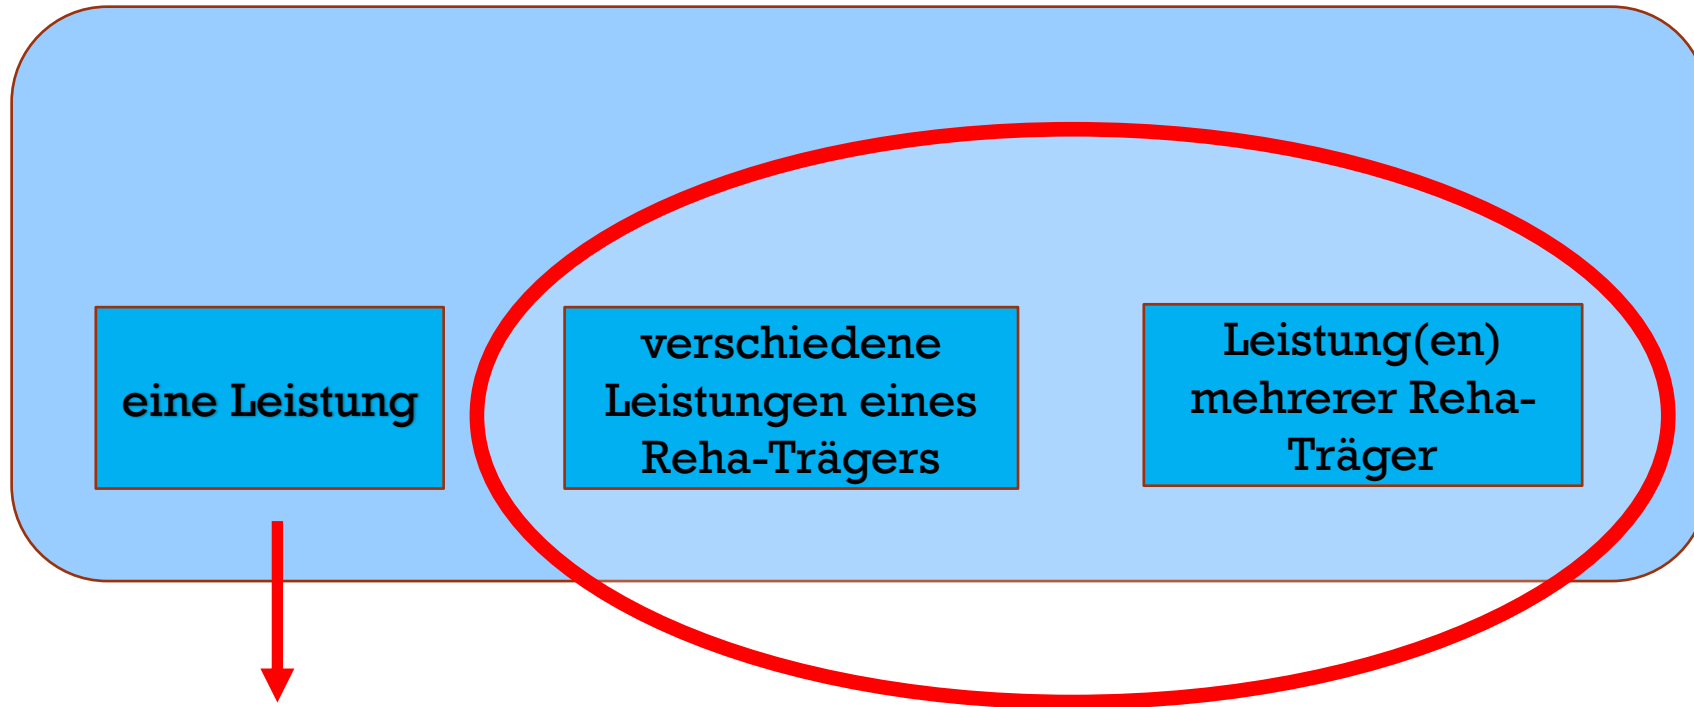 eine Leistung
verschiedene
Leistungen eines
Reha-Trägers
Leistung(en)
mehrerer Reha-
Träger